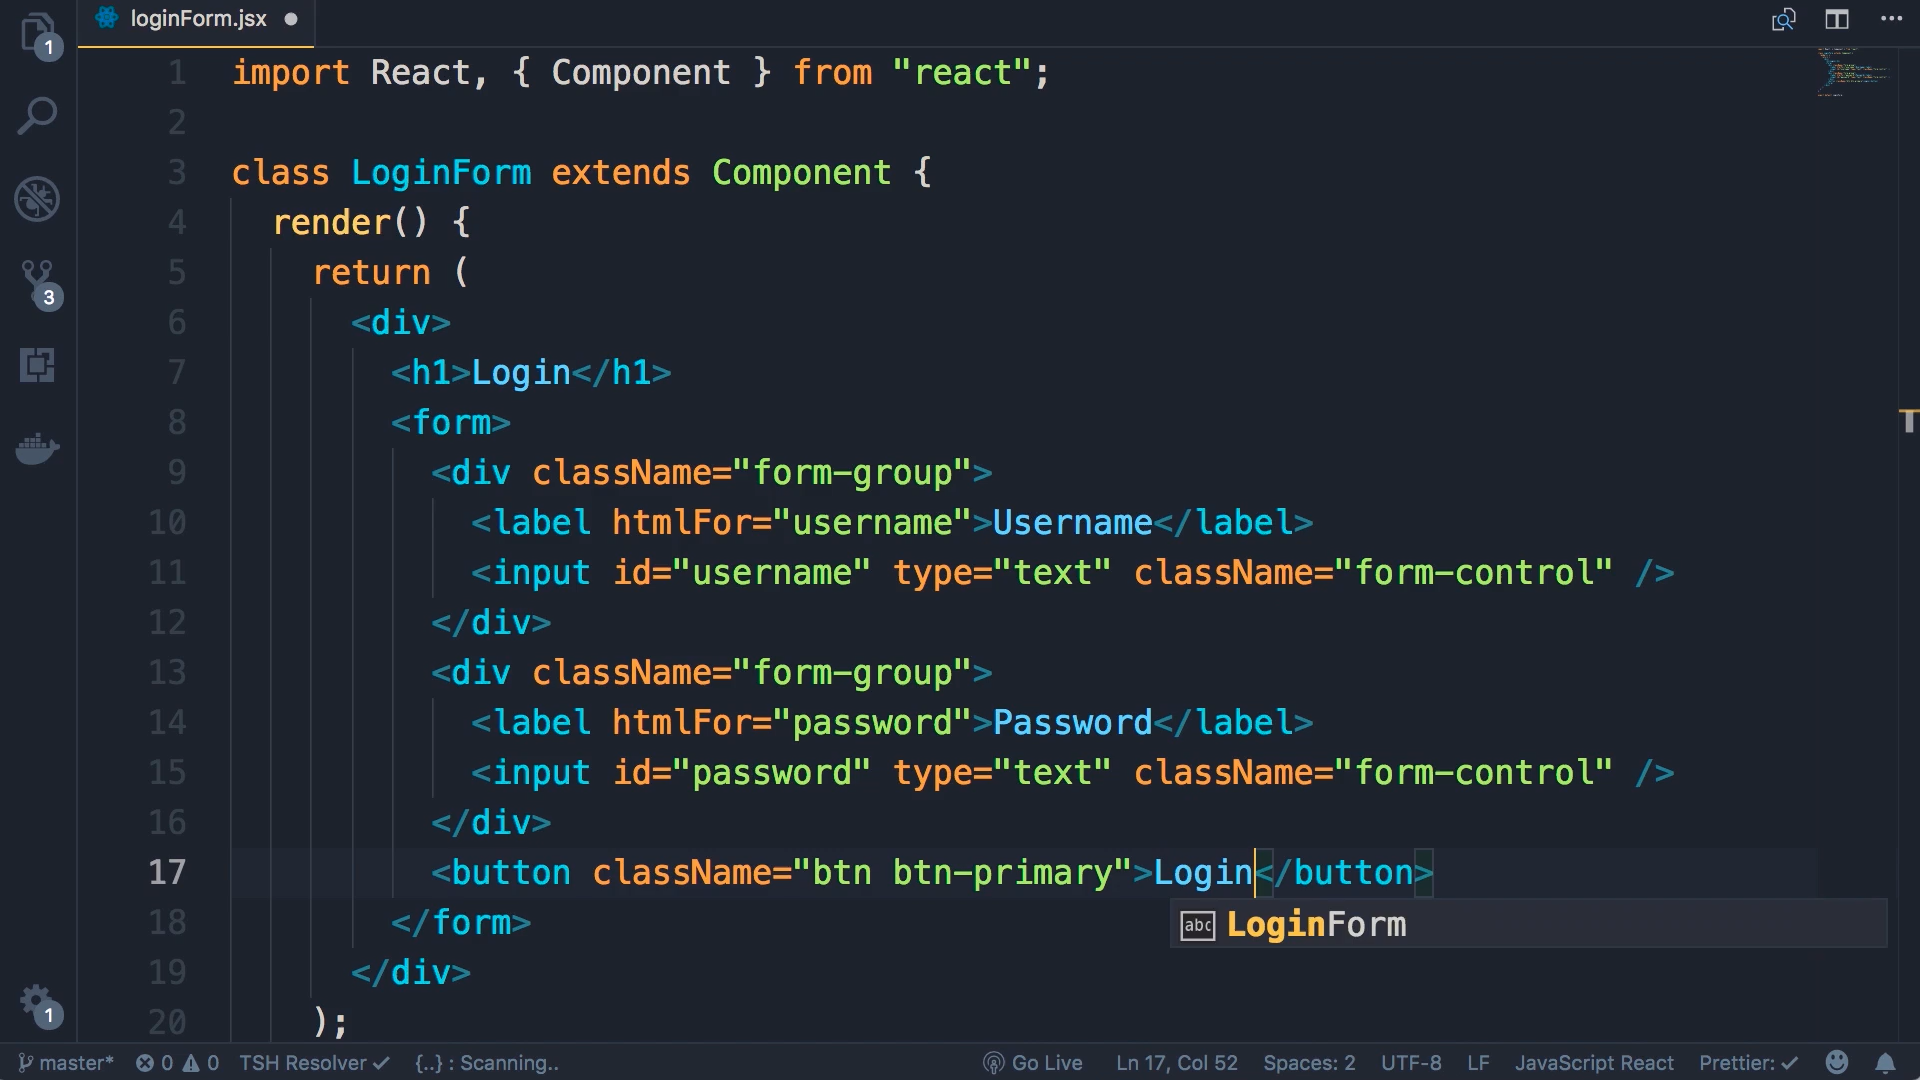 loginForm.jsx
1
1 import React, { Component } from "react";
2
3 class LoginForm extends Component {
4 render() {
5 return (
6 <div>
7 <h1>Login</h1>
8 <form>
9 <div className="form-group">
10 <label htmlFor="username">Username</label>
11 <input id="username" type="text" className="form-control" />
12 </div>
13 <div className="form-group">
14 <label htmlFor="password">Password</label>
15 <input id="password" type="text" className="form-control" />
16 </div>
17 <button className="btn btn-primary">Login</button>
abc LoginForm
18 </form>
19 </div>
20 );
3
1
master* 0 0 TSH Resolver ✓ {..} : Scanning.. Go Live Ln 17, Col 52 Spaces: 2 UTF-8 LF JavaScript React Prettier: ✓